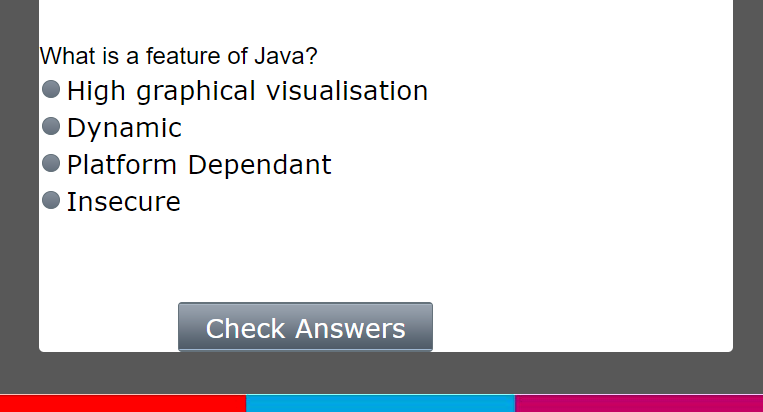 What is a feature of Java?
High graphical visualisation
Dynamic
Platform Dependant
Insecure
Check Answers